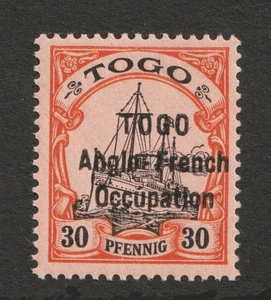 TOGO
TOGO
Anglo-French
Occupation
30 PFENNIG 30